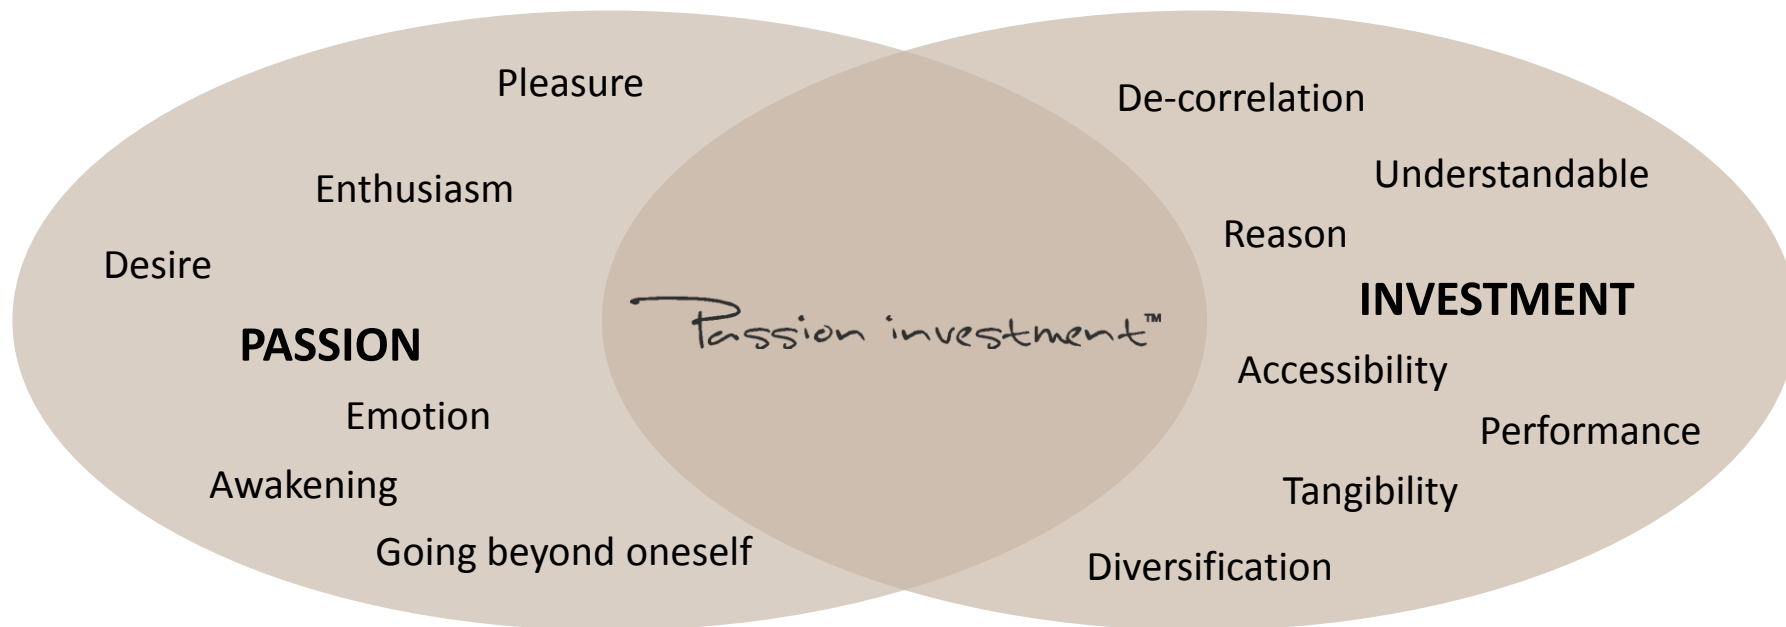 Pleasure
Enthusiasm
Desire
PASSION
Emotion
Awakening
Going beyond oneself
Passion investment™
De-correlation
Understandable
Reason
INVESTMENT
Accessibility
Performance
Tangibility
Diversification